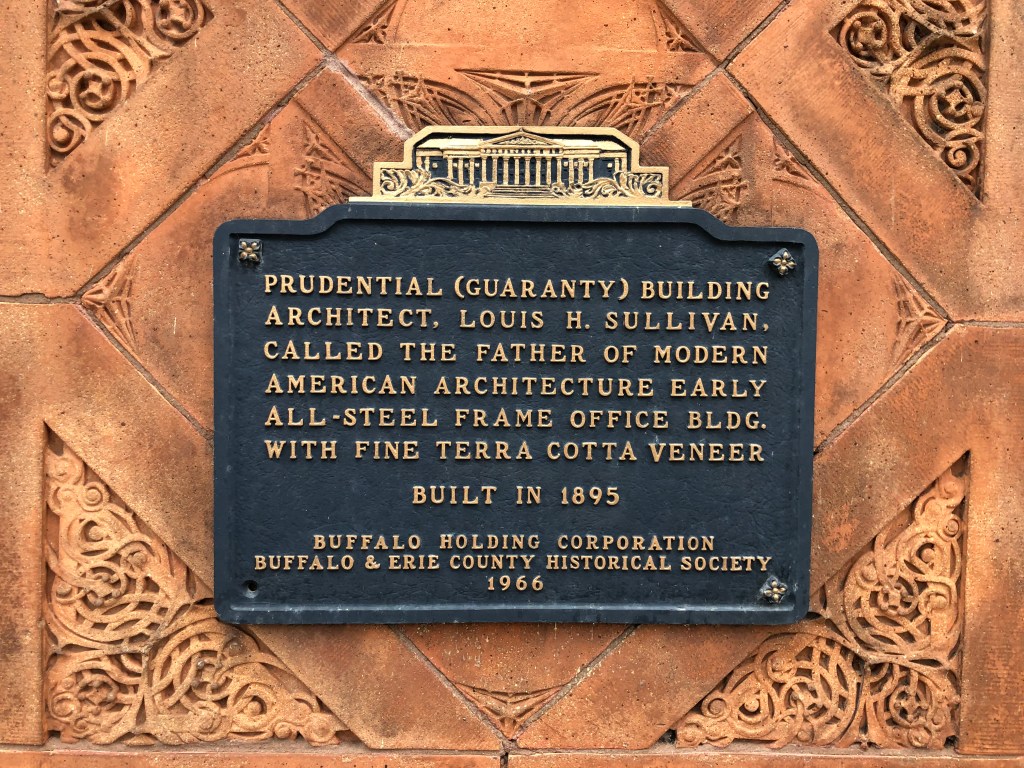 PRUDENTIAL (GUARANTY) BUILDING
ARCHITECT, LOUIS H. SULLIVAN,
CALLED THE FATHER OF MODERN
AMERICAN ARCHITECTURE EARLY
ALL-STEEL FRAME OFFICE BLDG.
WITH FINE TERRA COTTA VENEER
BUILT IN 1895
BUFFALO HOLDING CORPORATION
BUFFALO & ERIE COUNTY HISTORICAL SOCIETY
1966